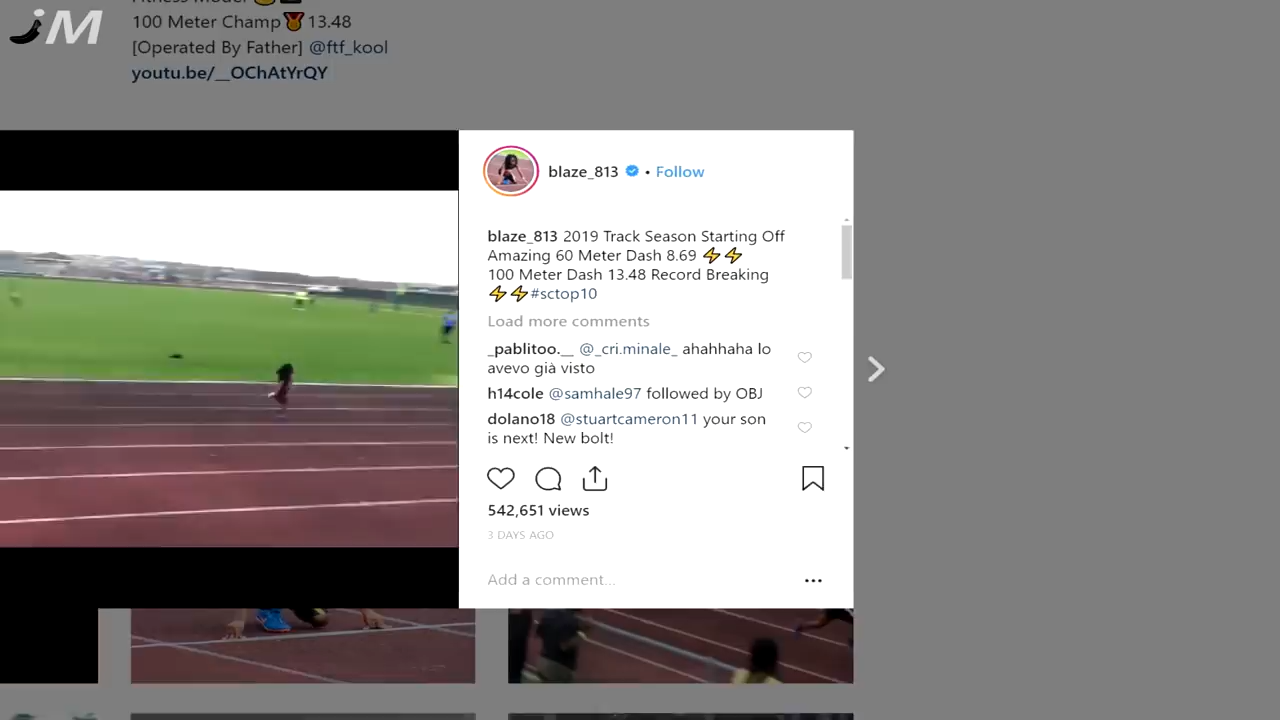 jM
100 Meter Champ🏅13.48
[Operated By Father] @ftf_kool
youtu.be/__OChAtYrQY
blaze_813 • Follow
blaze_813 2019 Track Season Starting Off
Amazing 60 Meter Dash 8.69 ⚡⚡
100 Meter Dash 13.48 Record Breaking
⚡⚡#sctop10
Load more comments
_pablitoo.__ @_cri.minale_ ahahhaha lo
avevo già visto
h14cole @samhale97 followed by OBJ
dolano18 @stuartcameron11 your son
is next! New bolt!
542,651 views
3 DAYS AGO
Add a comment...